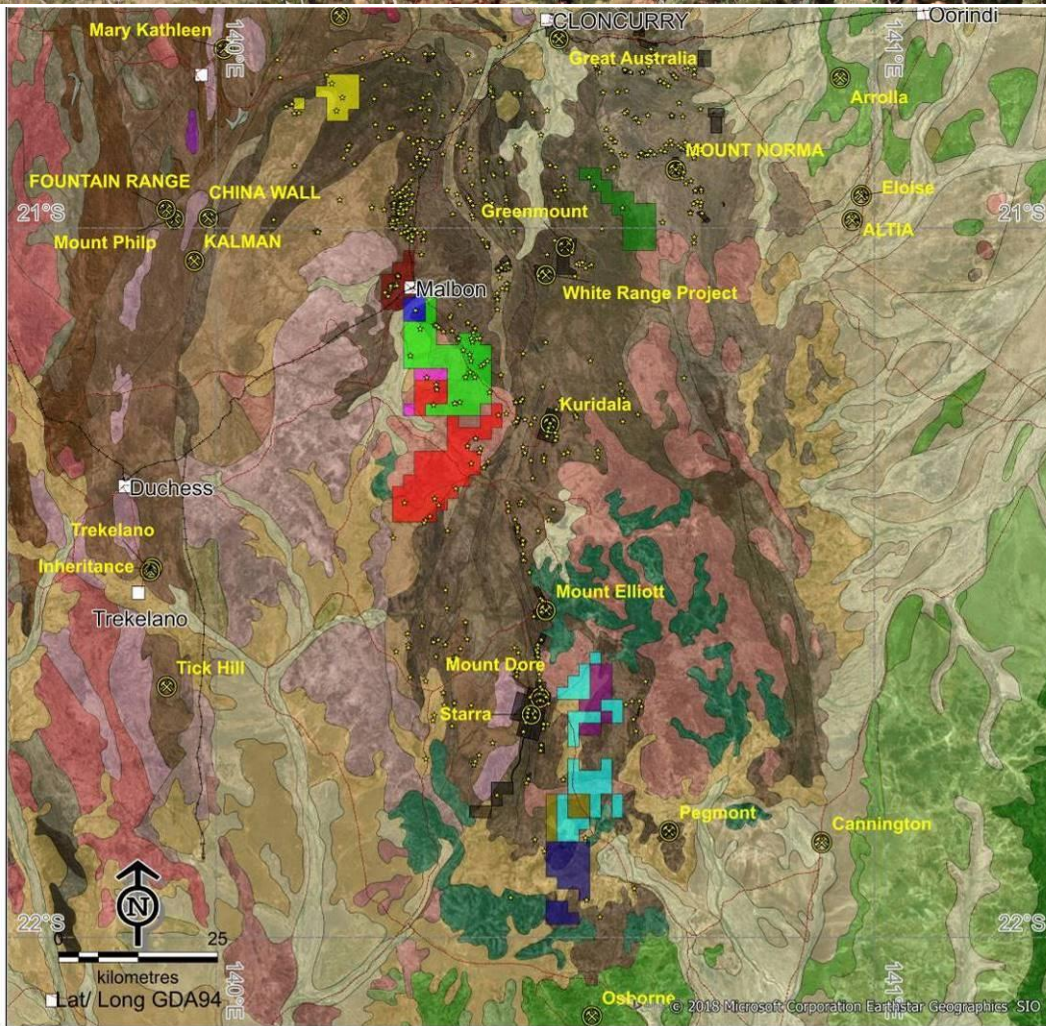 CLONCURRY
Oorindi
Mary Kathleen
140°E
141°E
Great Australia
Arrolla
MOUNT NORMA
FOUNTAIN RANGE
CHINA WALL
Eloise
21°S
Greenmount
21°S
Mount Philp
KALMAN
ALTIA
Malbon
White Range Project
Kuridala
Duchess
Trekelano
Inheritance
Mount Elliott
Trekelano
Tick Hill
Mount Dore
Starra
Pegmont
Cannington
N
22°S
22°S
0
25
kilometres
140°E
141°E
Lat/ Long GDA94
Osborne
© 2018 Microsoft Corporation Earthstar Geographics SIO